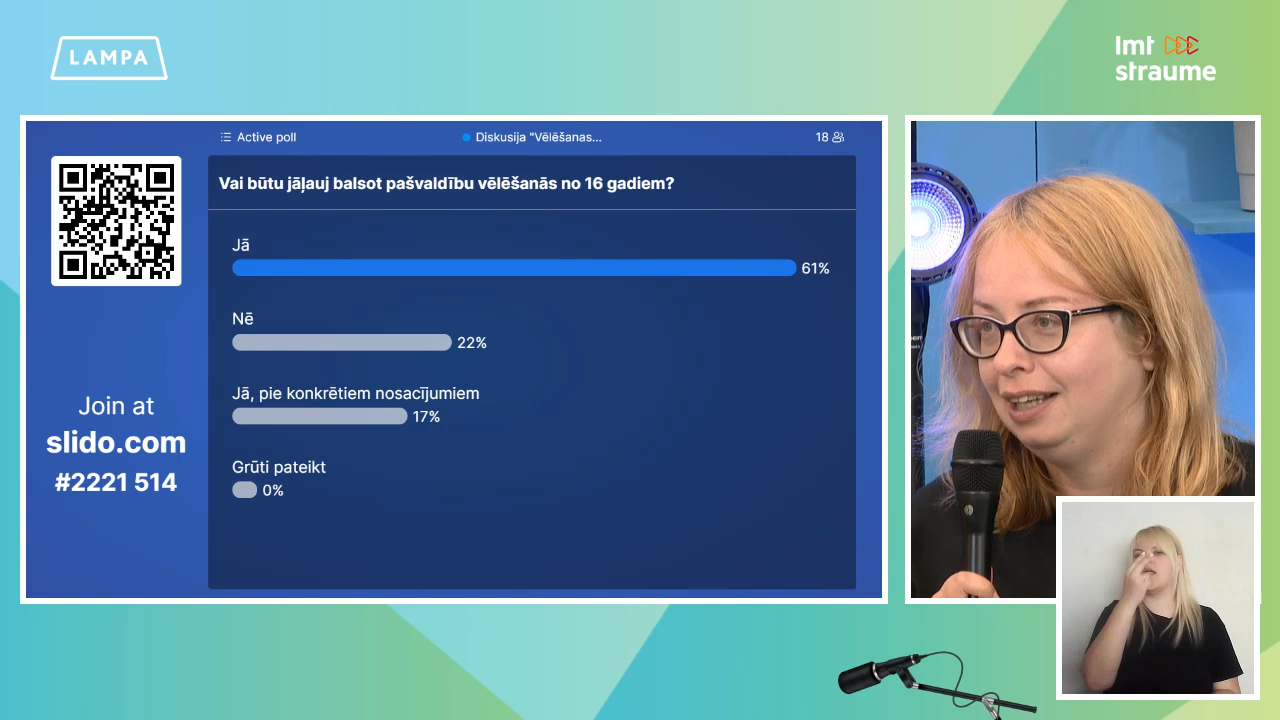 LAMPA
lmt
straume
Active poll
Diskusija "Vēlēšanas...
18
Vai būtu jāļauj balsot pašvaldību vēlēšanās no 16 gadiem?
Jā
61%
Nē
22%
Jā, pie konkrētiem nosacījumiem
17%
Grūti pateikt
0%
Join at
slido.com
#2221 514